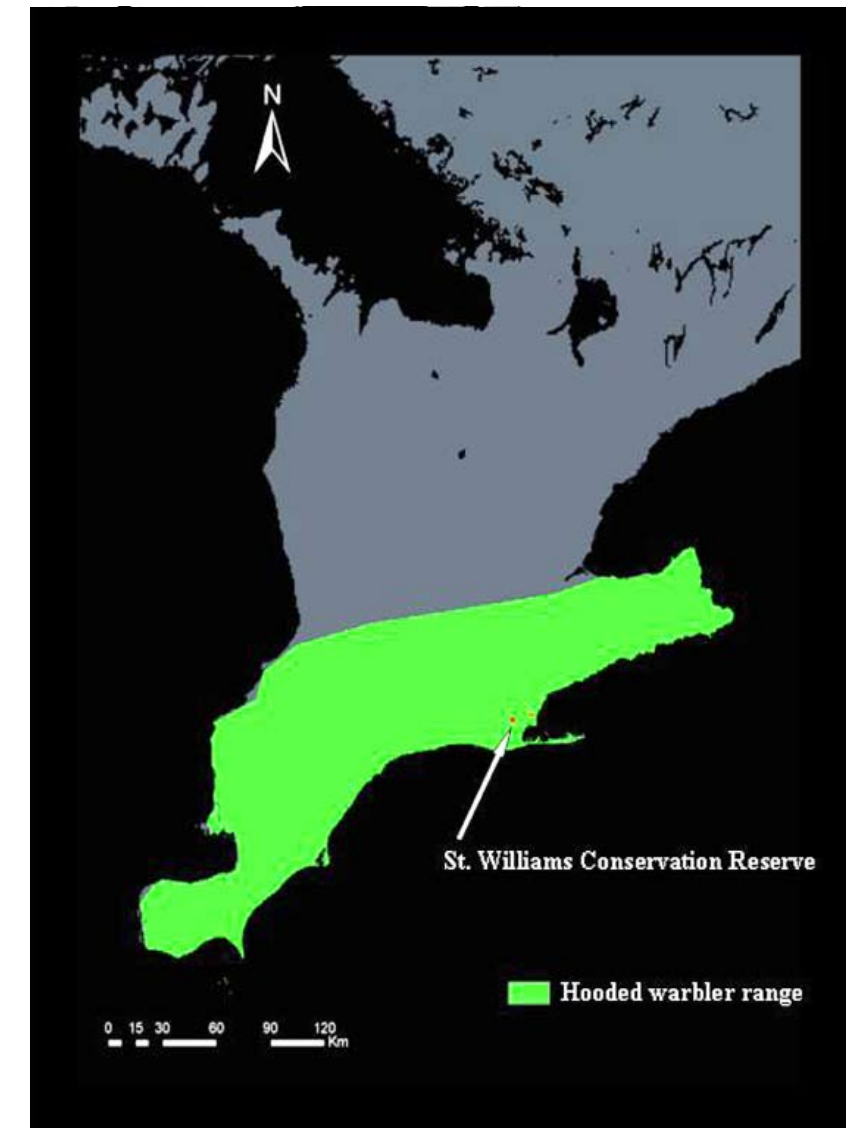 N
St. Williams Conservation Reserve
Hooded warbler range
0 15 30 60 90 120
Km